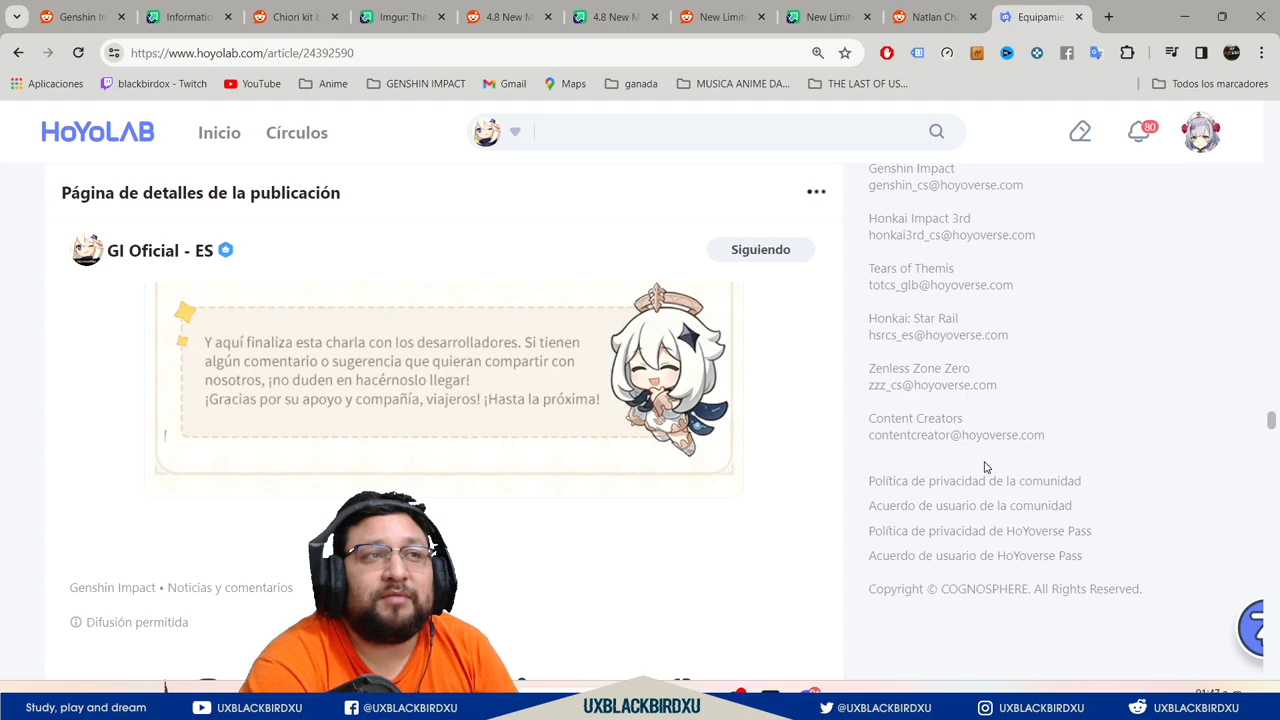 Genshin In
Informatio
Chiori kit b
Imgur: The
4.8 New M
4.8 New M
New Limite
New Limite
Natlan Cha
Equipamie
https://www.hoyolab.com/article/24392590
Aplicaciones
blackbirdox - Twitch
YouTube
Anime
GENSHIN IMPACT
Gmail
Maps
ganada
MUSICA ANIME DA...
THE LAST OF US...
Todos los marcadores
HoYoLAB
Inicio
Círculos
80
Página de detalles de la publicación
GI Oficial - ES
Siguiendo
Y aquí finaliza esta charla con los desarrolladores. Si tienen
algún comentario o sugerencia que quieran compartir con
nosotros, ¡no duden en hacérnoslo llegar!
¡Gracias por su apoyo y compañía, viajeros! ¡Hasta la próxima!
Genshin Impact • Noticias y comentarios
Difusión permitida
Genshin Impact
genshin_cs@hoyoverse.com
Honkai Impact 3rd
honkai3rd_cs@hoyoverse.com
Tears of Themis
totcs_glb@hoyoverse.com
Honkai: Star Rail
hsrcs_es@hoyoverse.com
Zenless Zone Zero
zzz_cs@hoyoverse.com
Content Creators
contentcreator@hoyoverse.com
Política de privacidad de la comunidad
Acuerdo de usuario de la comunidad
Política de privacidad de HoYoverse Pass
Acuerdo de usuario de HoYoverse Pass
Copyright © COGNOSPHERE. All Rights Reserved.
Study, play and dream
UXBLACKBIRDXU
@UXBLACKBIRDXU
UXBLACKBIRDXU
@UXBLACKBIRDXU
UXBLACKBIRDXU
UXBLACKBIRDXU